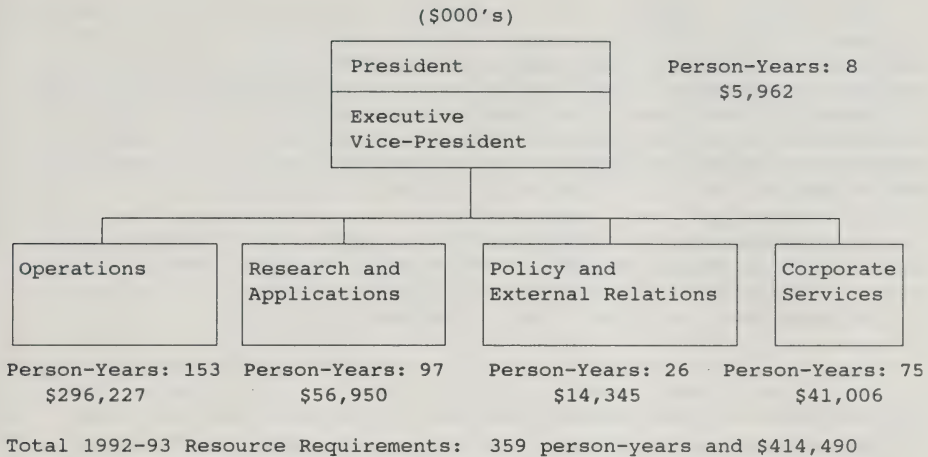 ($000's)
President
Person-Years: 8
$5,962
Executive
Vice-President
Operations
Research and
Applications
Policy and
External Relations
Corporate
Services
Person-Years: 153 Person-Years: 97 Person-Years: 26 Person-Years: 75
$296,227 $56,950 $14,345 $41,006
Total 1992-93 Resource Requirements: 359 person-years and $414,490